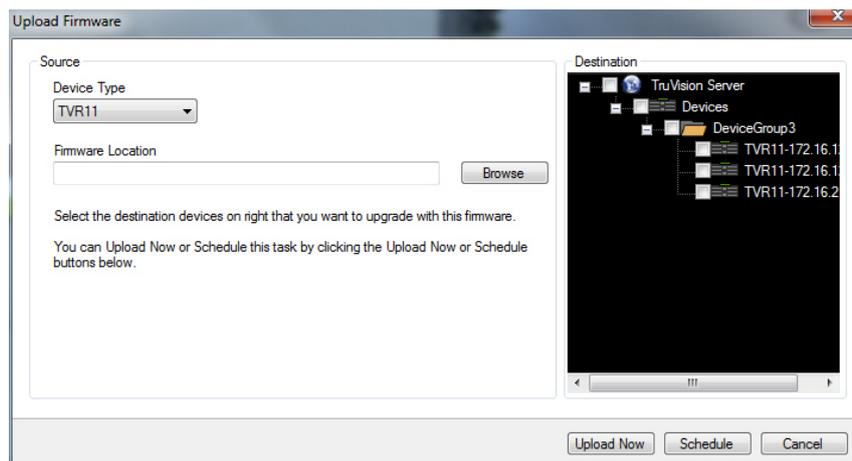 Upload Firmware
Source
Device Type
TVR11
Firmware Location
Browse
Select the destination devices on right that you want to upgrade with this firmware.
You can Upload Now or Schedule this task by clicking the Upload Now or Schedule
buttons below.
Destination
TruVision Server
Devices
DeviceGroup3
TVR11-172.16.1
TVR11-172.16.1
TVR11-172.16.2
Upload Now
Schedule
Cancel